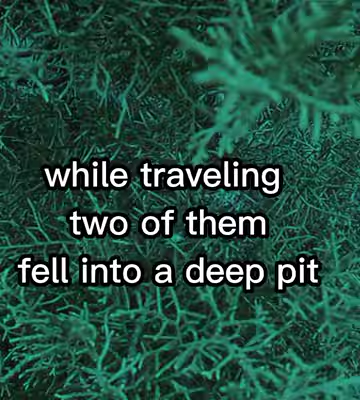 while traveling
two of them
fell into a deep pit